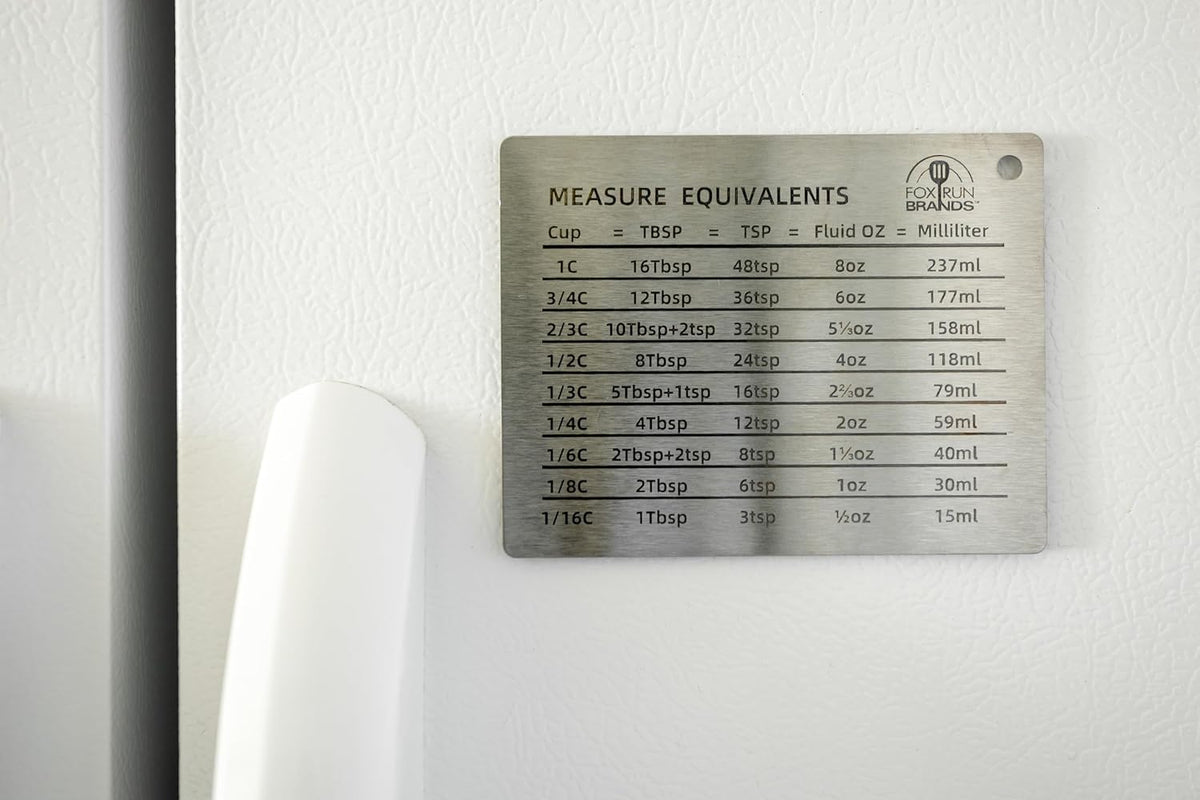 FOX RUN
BRANDS™
MEASURE EQUIVALENTS
Cup = TBSP = TSP = Fluid OZ = Milliliter
1C 16Tbsp 48tsp 8oz 237ml
3/4C 12Tbsp 36tsp 6oz 177ml
2/3C 10Tbsp+2tsp 32tsp 5⅓oz 158ml
1/2C 8Tbsp 24tsp 4oz 118ml
1/3C 5Tbsp+1tsp 16tsp 2⅔oz 79ml
1/4C 4Tbsp 12tsp 2oz 59ml
1/6C 2Tbsp+2tsp 8tsp 1⅓oz 40ml
1/8C 2Tbsp 6tsp 1oz 30ml
1/16C 1Tbsp 3tsp ½oz 15ml